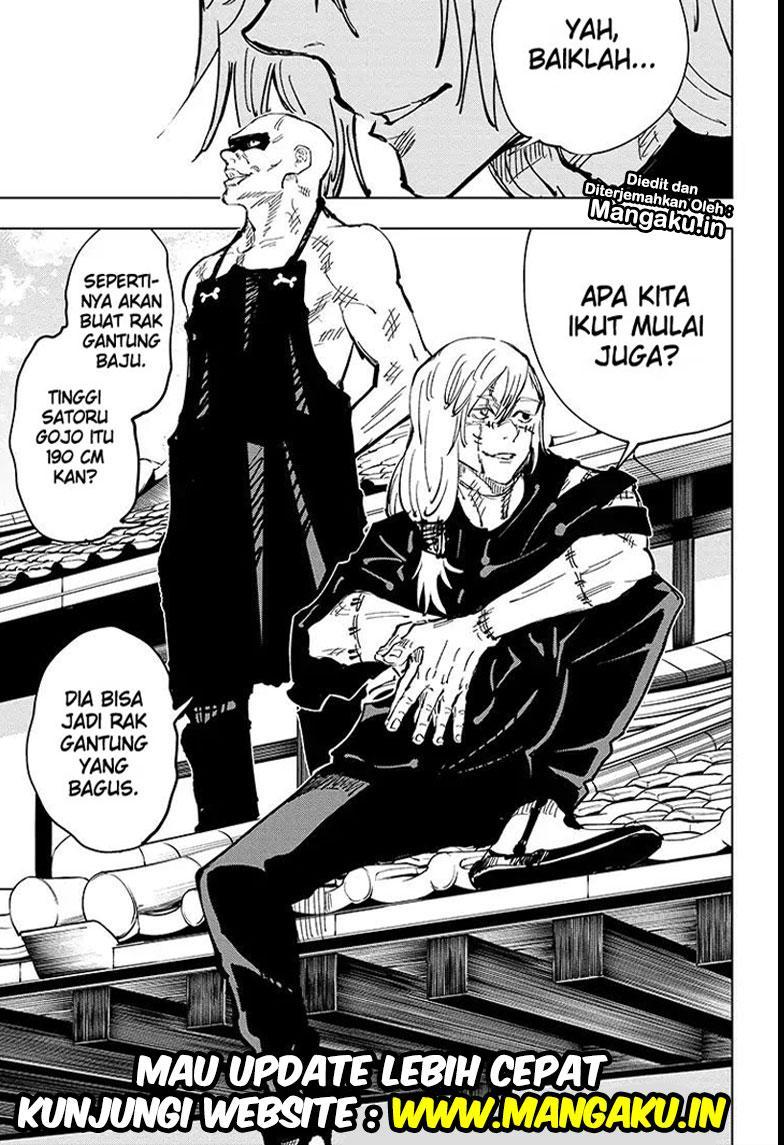 YAH,
BAIKLAH...
Diedit dan
Diterjemahkan Oleh :
Mangaku.in
APA KITA
IKUT MULAI
JUGA?
SEPERTI-
NYA AKAN
BUAT RAK
GANTUNG
BAJU.
TINGGI
SATORU
GOJO ITU
190 CM
KAN?
DIA BISA
JADI RAK
GANTUNG
YANG
BAGUS.
MAU UPDATE LEBIH CEPAT
KUNJUNGI WEBSITE : WWW.MANGAKU.IN